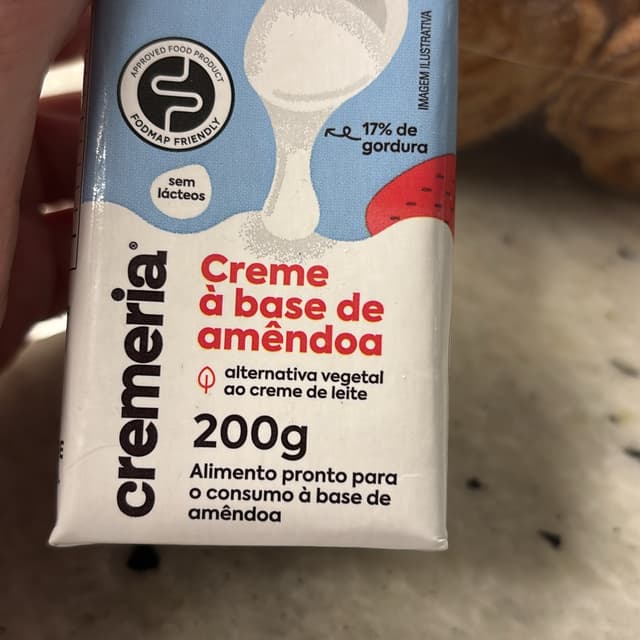 APPROVED FOOD PRODUCT
FODMAP FRIENDLY
IMAGEM ILUSTRATIVA
17% de
gordura
sem
lácteos
cremeria®
Creme
à base de
amêndoa
alternativa vegetal
ao creme de leite
200g
Alimento pronto para
o consumo à base de
amêndoa